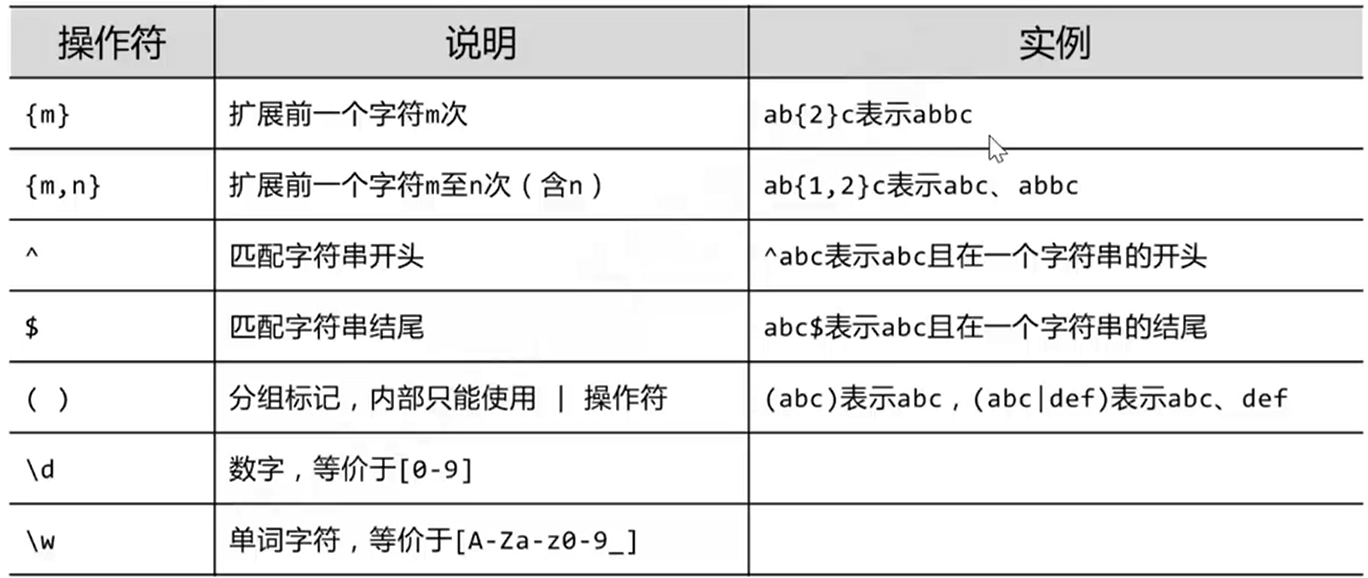 操作符 说明 实例
{m} 扩展前一个字符m次 ab{2}c表示abbc
{m,n} 扩展前一个字符m至n次（含n） ab{1,2}c表示abc、abbc
^ 匹配字符串开头 ^abc表示abc且在一个字符串的开头
$ 匹配字符串结尾 abc$表示abc且在一个字符串的结尾
( ) 分组标记，内部只能使用 | 操作符 (abc)表示abc，(abc|def)表示abc、def
\d 数字，等价于[0-9]
\w 单词字符，等价于[A-Za-z0-9_]